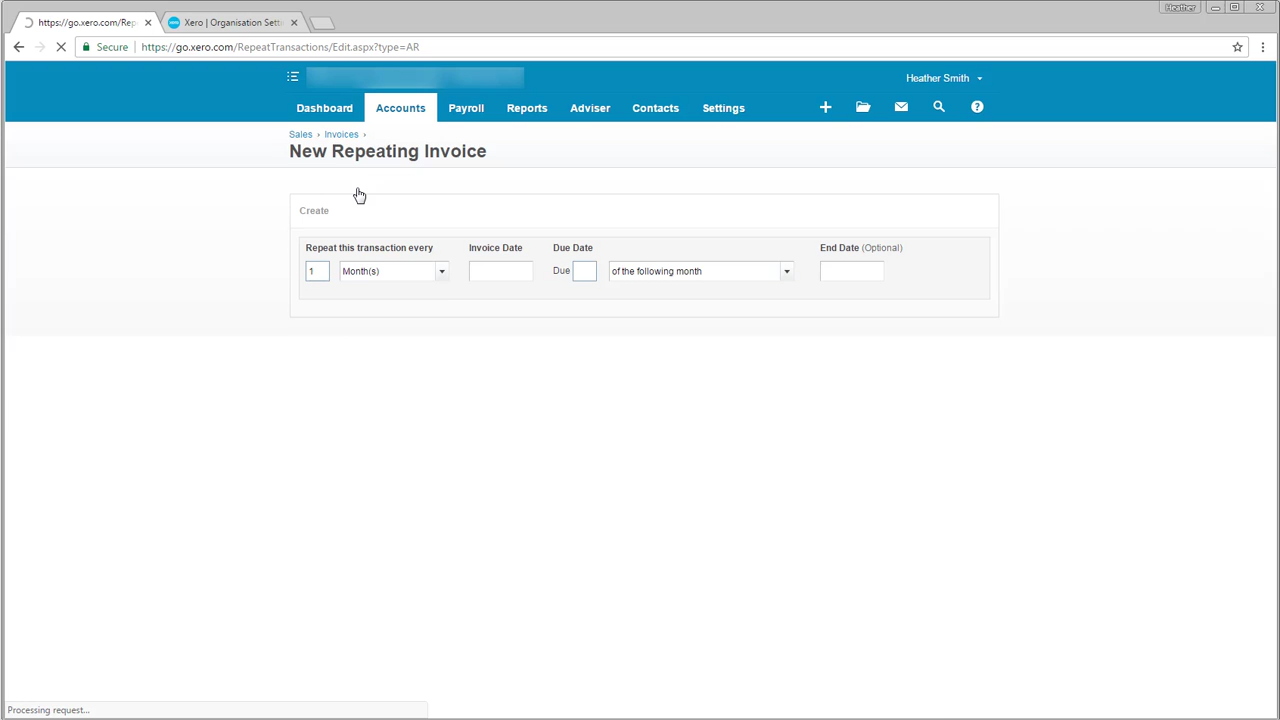 Heather
https://go.xero.com/Rep
Xero | Organisation Sett
Secure
https://go.xero.com/RepeatTransactions/Edit.aspx?type=AR
Heather Smith
Dashboard Accounts Payroll Reports Adviser Contacts Settings
Sales › Invoices ›
New Repeating Invoice
Create
Repeat this transaction every Invoice Date Due Date End Date (Optional)
1 Month(s) Due of the following month
Processing request...